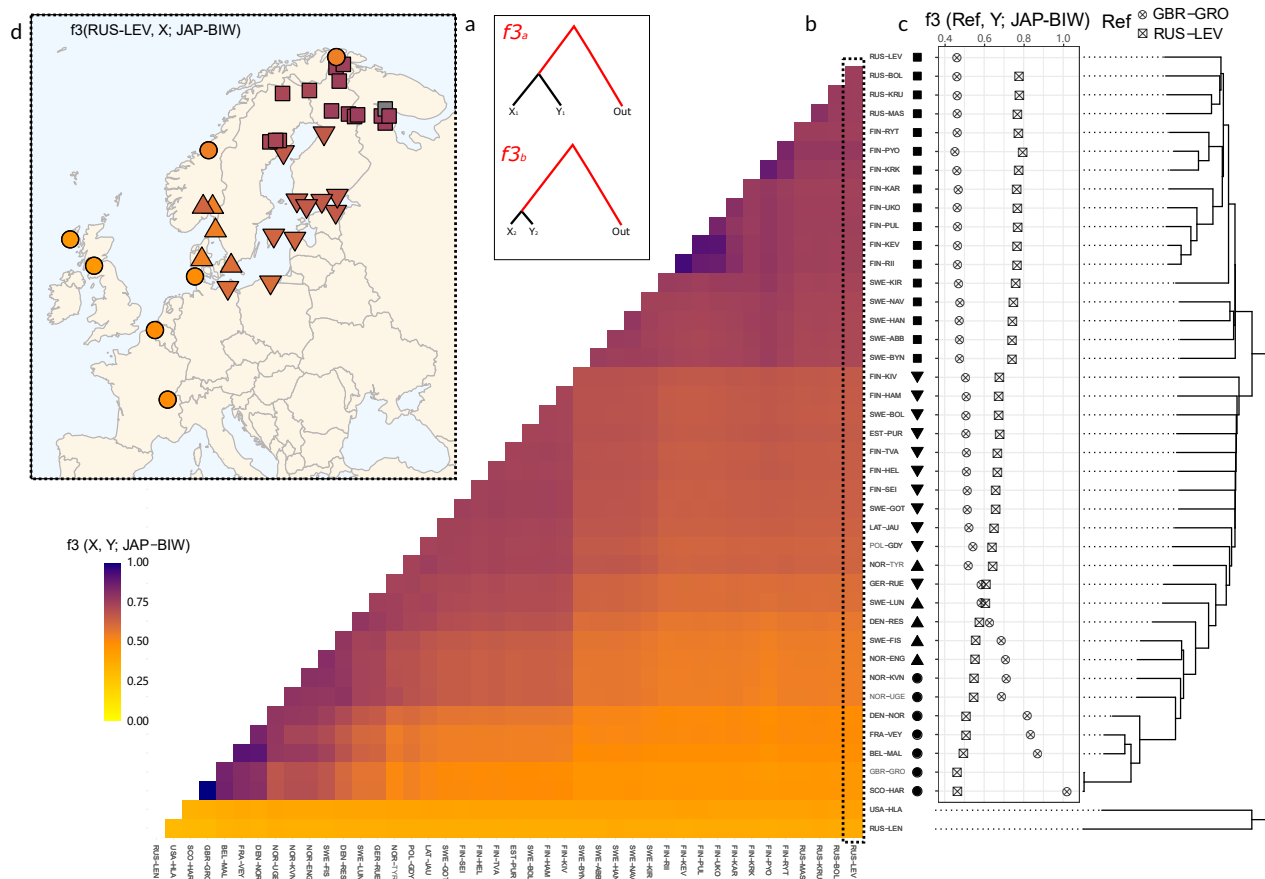 d
f3(RUS-LEV, X; JAP-BIW)
a
f3a
X₁
Y₁
Out
f3b
X₂
Y₂
Out
b
c
f3 (Ref, Y; JAP-BIW)
Ref
GBR−GRO
RUS−LEV
0.4
0.6
0.8
1.0
RUS−LEV
RUS−BOL
RUS−KRU
RUS−MAS
FIN−RYT
FIN−PYO
FIN−KRK
FIN−KAR
FIN−UKO
FIN−PUL
FIN−KEV
FIN−RII
SWE−KIR
SWE−NAV
SWE−HAN
SWE−ABB
SWE−BYN
FIN−KIV
FIN−HAM
SWE−BOL
EST−PUR
FIN−TVA
FIN−HEL
FIN−SEI
SWE−GOT
LAT−JAU
POL−GDY
NOR−TYR
GER−RUE
SWE−LUN
DEN−RES
SWE−FIS
NOR−ENG
NOR−KVN
NOR−UGE
DEN−NOR
FRA−VEY
BEL−MAL
GBR−GRO
SCO−HAR
USA−HLA
RUS−LEN
f3 (X, Y; JAP−BIW)
1.00
0.75
0.50
0.25
0.00
RUS−LEN
USA−HLA
SCO−HAR
GBR−GRO
BEL−MAL
FRA−VEY
DEN−NOR
NOR−UGE
NOR−KVN
NOR−ENG
SWE−FIS
DEN−RES
SWE−LUN
GER−RUE
NOR−TYR
POL−GDY
LAT−JAU
SWE−GOT
FIN−SEI
FIN−HEL
FIN−TVA
EST−PUR
SWE−BOL
FIN−HAM
FIN−KIV
SWE−BYN
SWE−ABB
SWE−HAN
SWE−NAV
SWE−KIR
FIN−RII
FIN−KEV
FIN−PUL
FIN−UKO
FIN−KAR
FIN−KRK
FIN−PYO
FIN−RYT
RUS−MAS
RUS−KRU
RUS−BOL
RUS−LEV